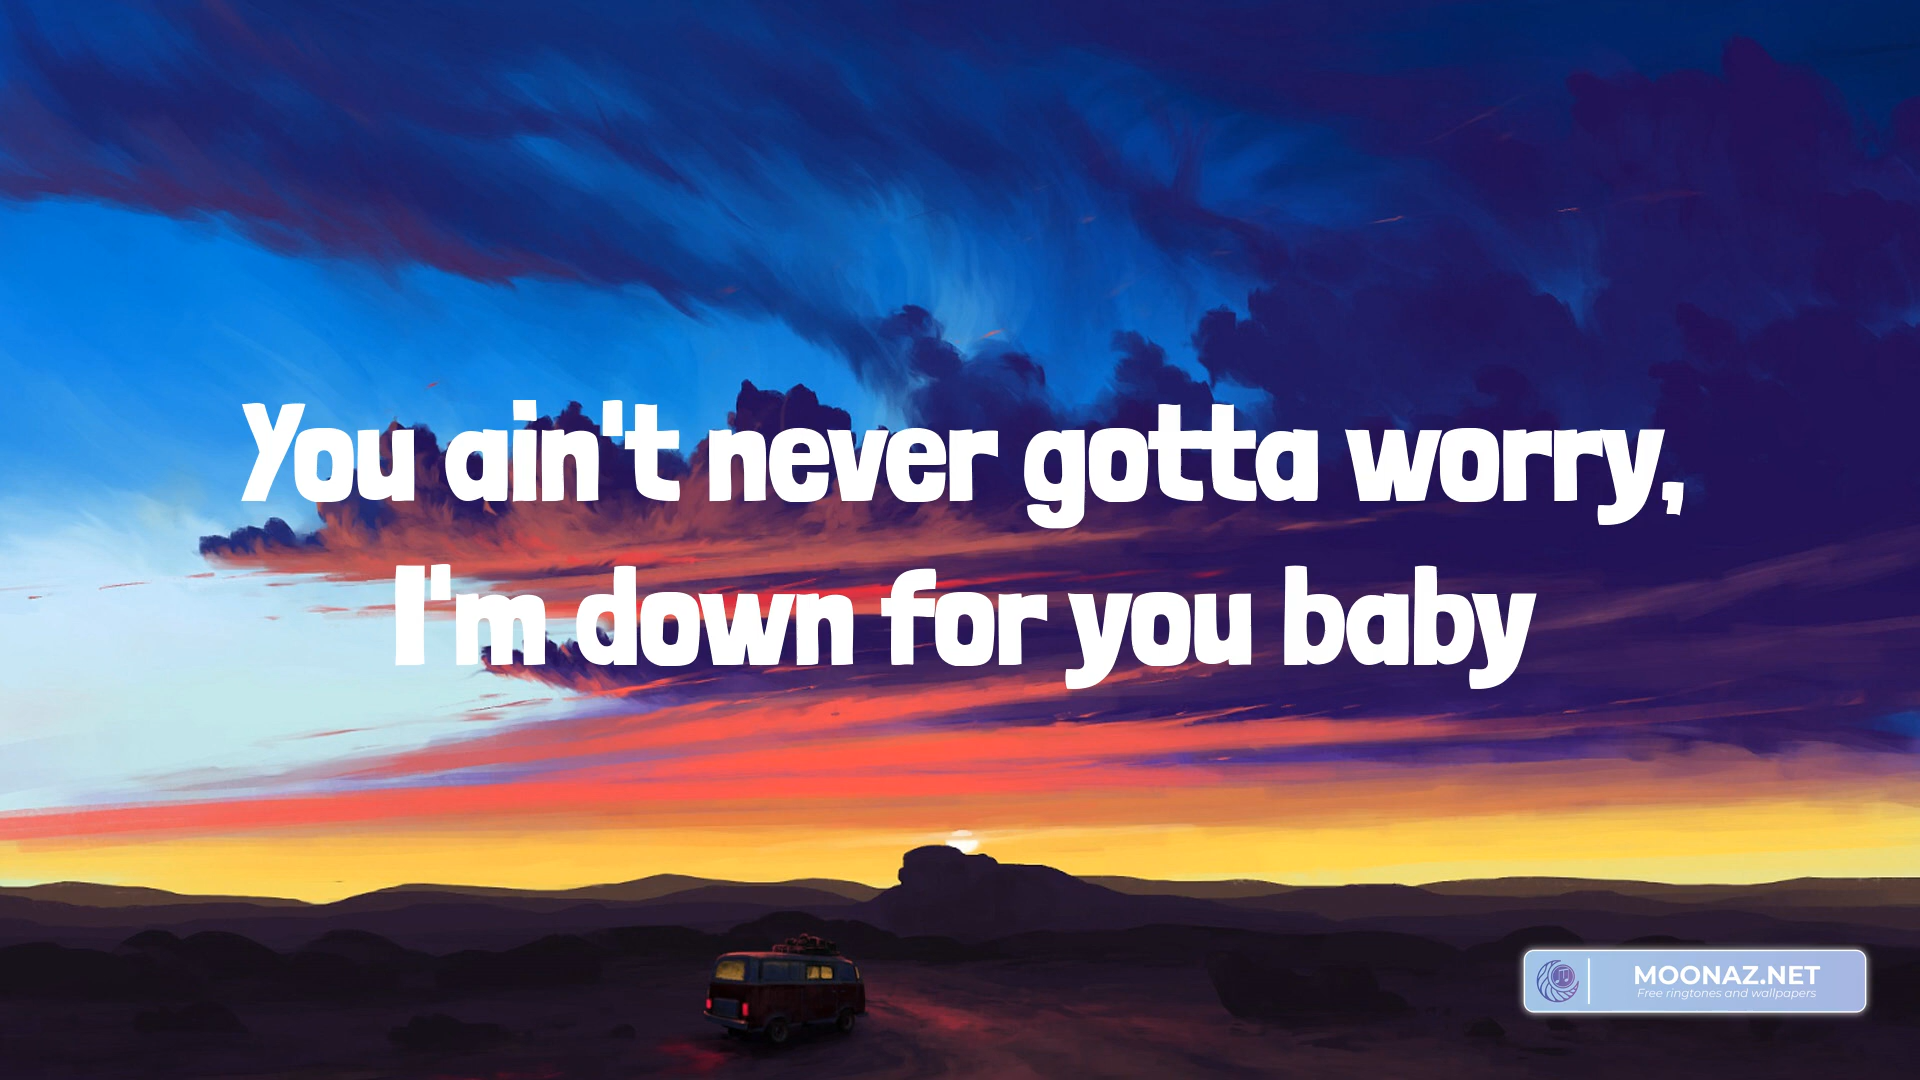 You ain't never gotta worry,
I'm down for you baby
MOONAZ.NET
Free ringtones and wallpapers